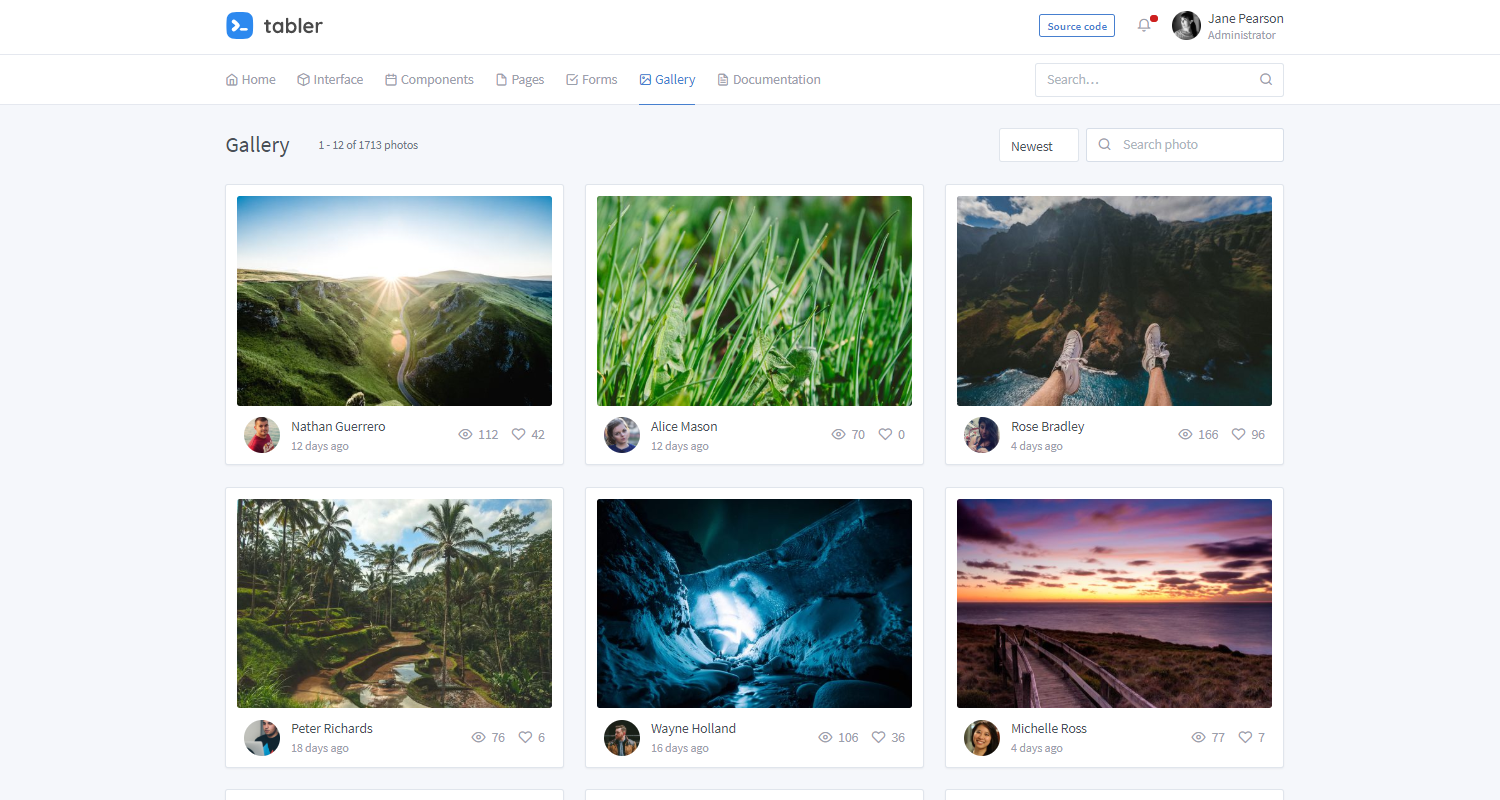 tabler
Source code
Jane Pearson
Administrator
Home Interface Components Pages Forms Gallery Documentation
Search...
Gallery
1 - 12 of 1713 photos
Newest
Search photo
Nathan Guerrero
12 days ago
112 42
Alice Mason
12 days ago
70 0
Rose Bradley
4 days ago
166 96
Peter Richards
18 days ago
76 6
Wayne Holland
16 days ago
106 36
Michelle Ross
4 days ago
77 7